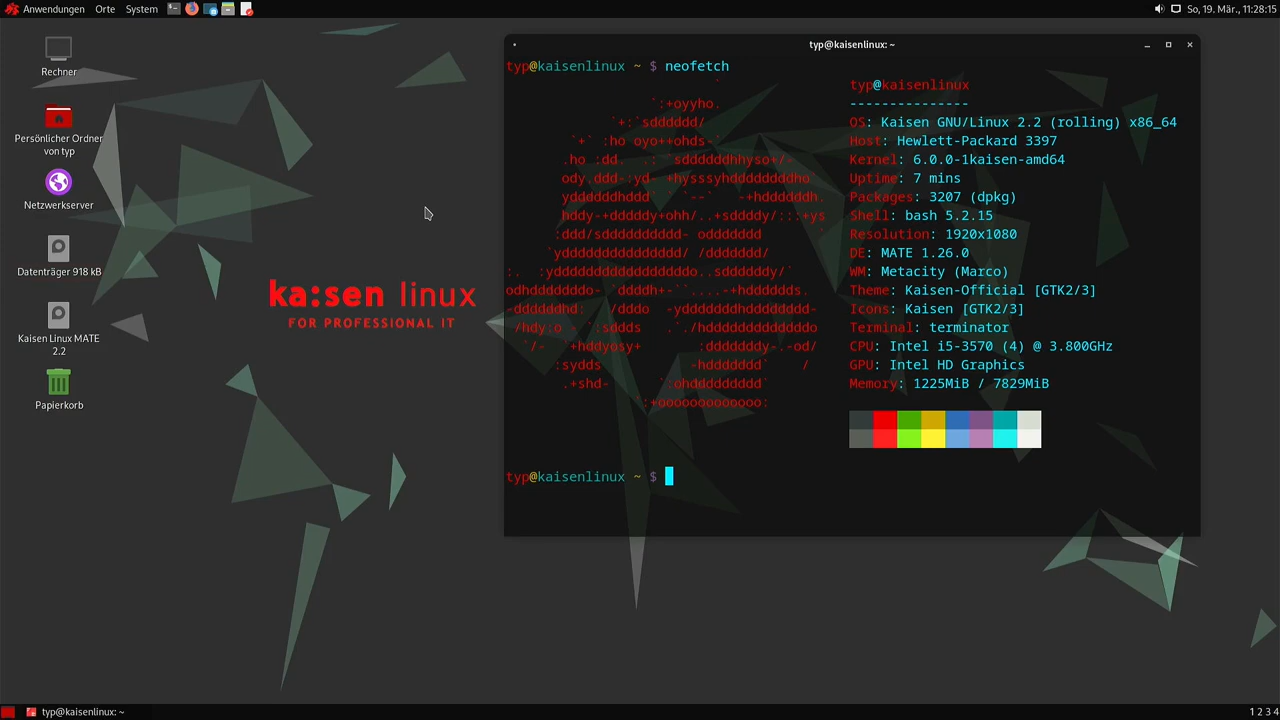 Anwendungen Orte System So, 19. Mär., 11:28:15
Rechner
Persönlicher Ordner
von typ
Netzwerkserver
Datenträger 918 kB
Kaisen Linux MATE
2.2
Papierkorb
ka:sen linux
FOR PROFESSIONAL IT
typ@kaisenlinux: ~
typ@kaisenlinux ~ $ neofetch
typ@kaisenlinux
---------------
OS: Kaisen GNU/Linux 2.2 (rolling) x86_64
Host: Hewlett-Packard 3397
Kernel: 6.0.0-1kaisen-amd64
Uptime: 7 mins
Packages: 3207 (dpkg)
Shell: bash 5.2.15
Resolution: 1920x1080
DE: MATE 1.26.0
WM: Metacity (Marco)
Theme: Kaisen-Official [GTK2/3]
Icons: Kaisen [GTK2/3]
Terminal: terminator
CPU: Intel i5-3570 (4) @ 3.800GHz
GPU: Intel HD Graphics
Memory: 1225MiB / 7829MiB
typ@kaisenlinux ~ $
typ@kaisenlinux: ~
1 2 3 4